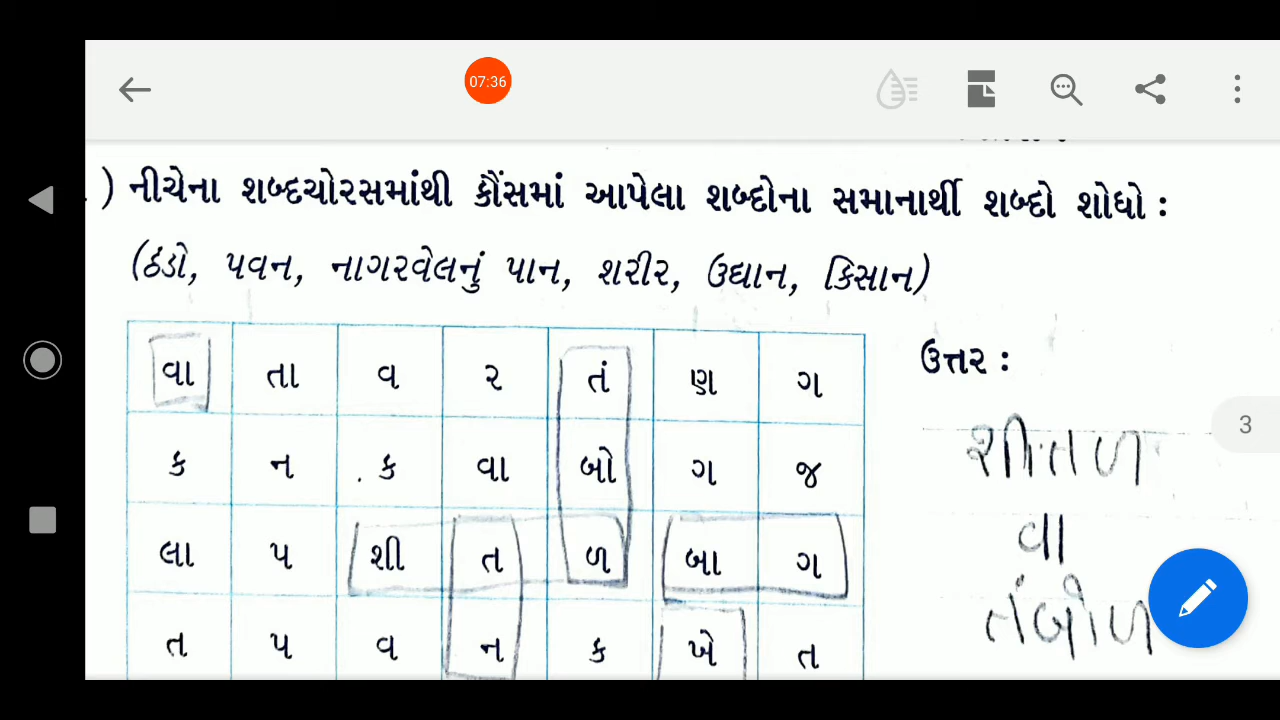 07:36
) નીચેના શબ્દચોરસમાંથી કૌંસમાં આપેલા શબ્દોના સમાનાર્થી શબ્દો શોધો :
(ઠંડો, પવન, નાગરવેલનું પાન, શરીર, ઉદ્યાન, કિસાન)
વા તા વ ર તં ણ ગ
ઉત્તર :
3
ક ન ક વા બો ગ જ
શીતળ
લા પ શી ત ળ બા ગ
વા
તંબોળ
ત પ વ ન ક ખે ત